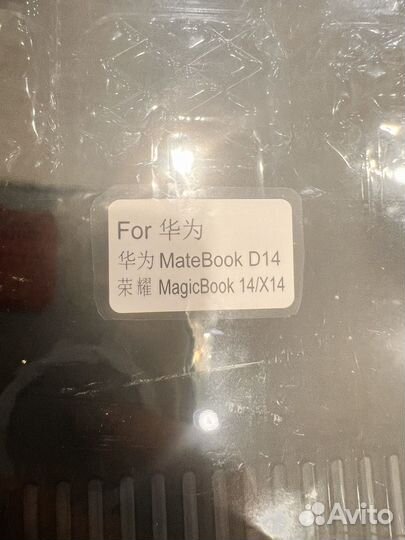 For 华为
华为 MateBook D14
荣耀 MagicBook 14/X14
Avito